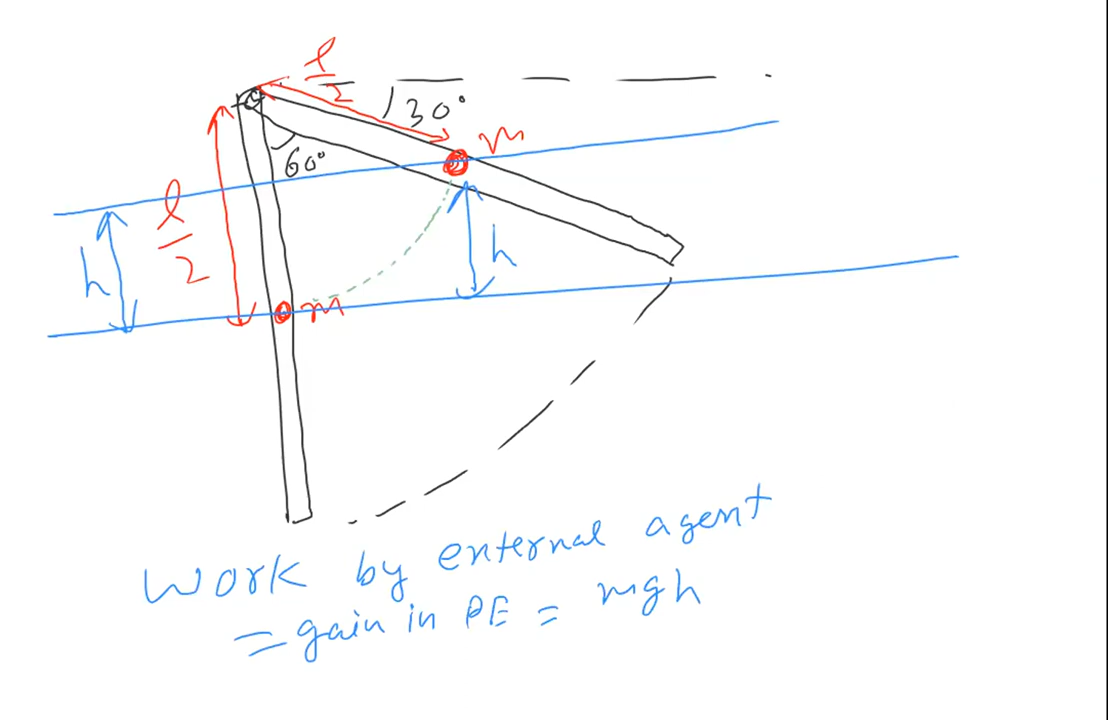 l/2
30°
m
60°
l/2
h
h
m
Work by external agent
= gain in PE = mgh